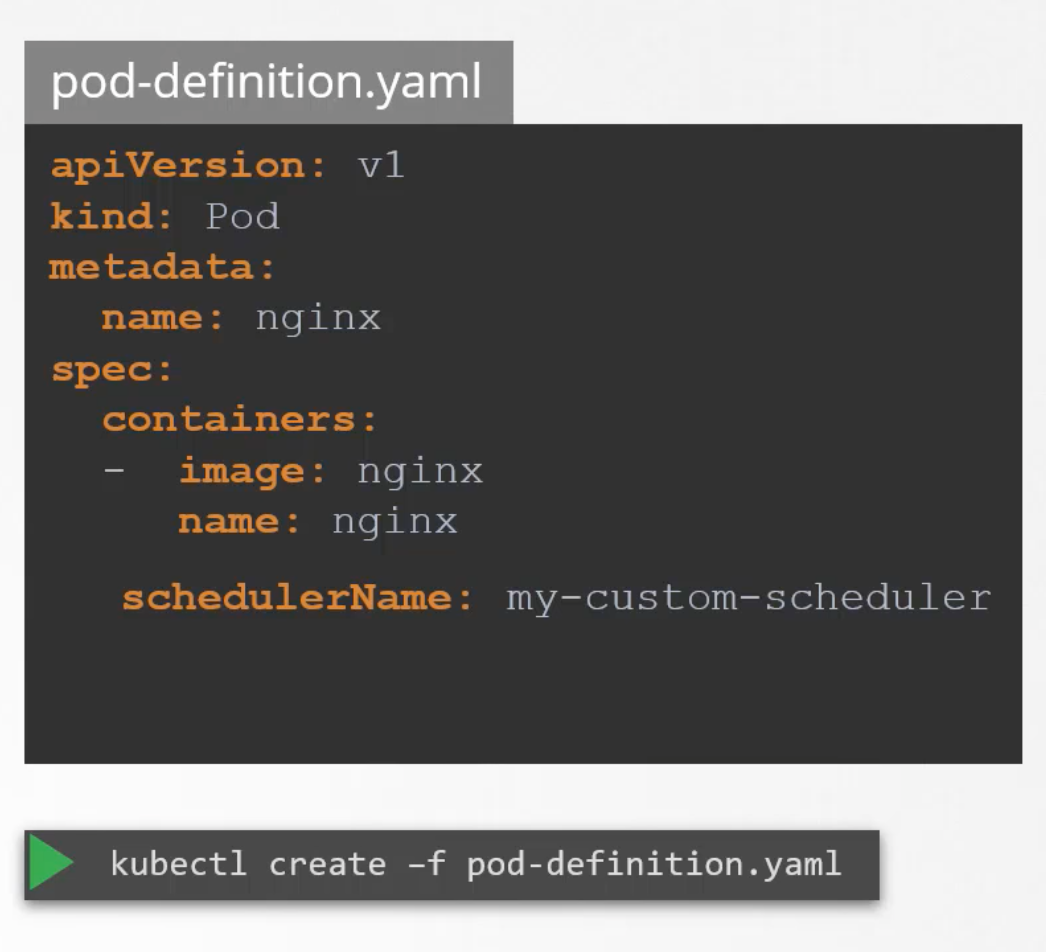 pod-definition.yaml
apiVersion: v1
kind: Pod
metadata:
  name: nginx
spec:
  containers:
  -  image: nginx
     name: nginx
   schedulerName: my-custom-scheduler
kubectl create –f pod-definition.yaml